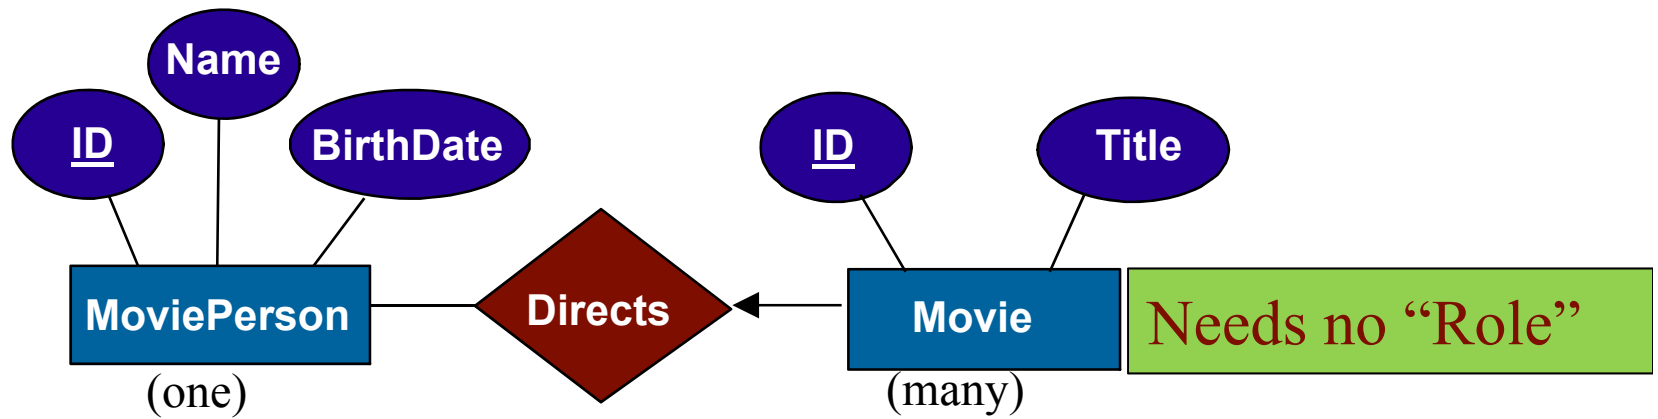 Name
ID
BirthDate
ID
Title
MoviePerson
Directs
Movie
Needs no “Role”
(one)
(many)